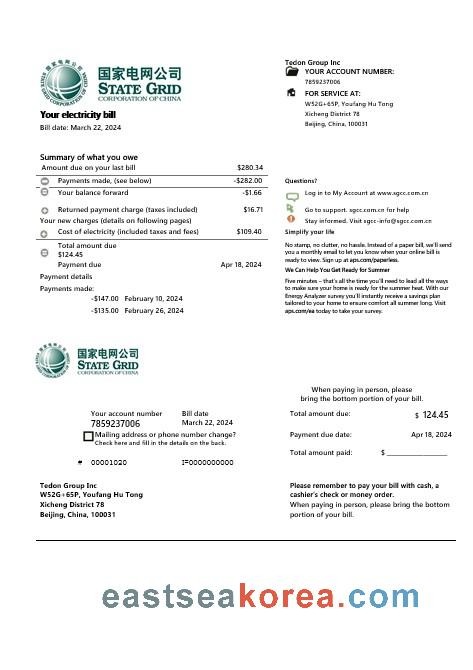 国家电网公司
STATE GRID
CORPORATION OF CHINA
Your electricity bill
Bill date: March 22, 2024
Tedon Group Inc
YOUR ACCOUNT NUMBER:
7859237006
FOR SERVICE AT:
W52G+65P, Youfang Hu Tong
Xicheng District 78
Beijing, China, 100031
Summary of what you owe
Amount due on your last bill $280.34
Payments made, (see below) -$282.00
Your balance forward -$1.66
Returned payment charge (taxes included) $16.71
Your new charges (details on following pages)
Cost of electricity (included taxes and fees) $109.40
Total amount due
$124.45
Payment due Apr 18, 2024
Payment details
Payments made:
-$147.00 February 10, 2024
-$135.00 February 26, 2024
Questions?
Log in to My Account at www.sgcc.com.cn
Go to support. sgcc.com.cn for help
Stay informed. Visit sgcc-info@sgcc.com.cn
Simplify your life
No stamp, no clutter, no hassle. Instead of a paper bill, we'll send
you a monthly email to let you know when your online bill is
ready to view. Sign up at aps.com/paperless.
We Can Help You Get Ready for Summer
Five minutes – that's all the time you'll need to lead all the ways
to make sure your home is ready for the summer heat. With our
Energy Analyzer survey you'll instantly receive a savings plan
tailored to your home to ensure comfort all summer long. Visit
aps.com/ea today to take your survey.
国家电网公司
STATE GRID
CORPORATION OF CHINA
When paying in person, please
bring the bottom portion of your bill.
Your account number Bill date
7859237006 March 22, 2024
Mailing address or phone number change?
Check here and fill in the details on the back.
# 00001020 I=0000000000
Total amount due: $ 124.45
Payment due date: Apr 18, 2024
Total amount paid: $
Tedon Group Inc
W52G+65P, Youfang Hu Tong
Xicheng District 78
Beijing, China, 100031
Please remember to pay your bill with cash, a
cashier's check or money order.
When paying in person, please bring the bottom
portion of your bill.
eastseakorea.com